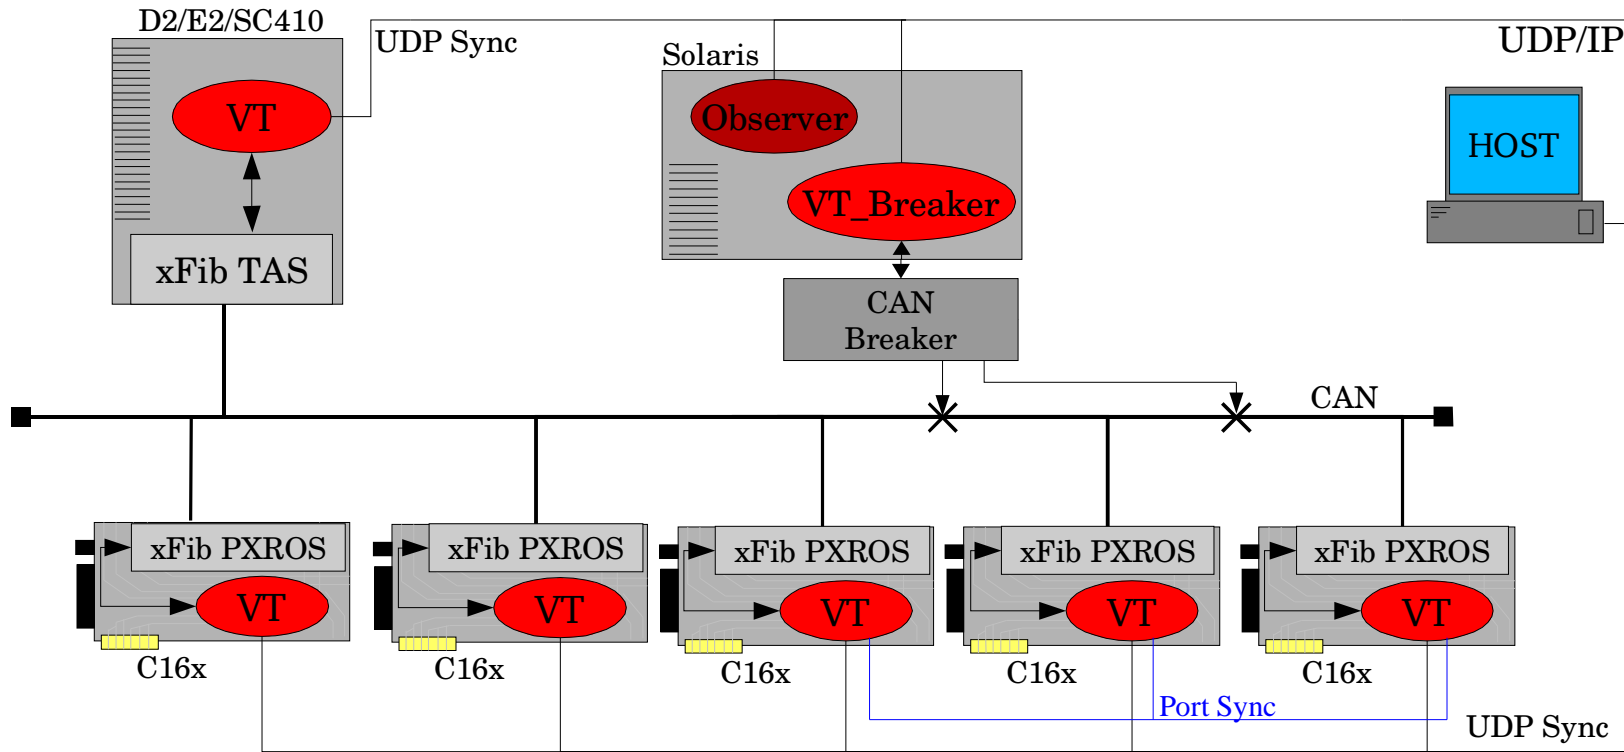 D2/E2/SC410
UDP Sync
UDP/IP
Solaris
VT
Observer
HOST
VT_Breaker
xFib TAS
CAN
Breaker
CAN
xFib PXROS
xFib PXROS
xFib PXROS
xFib PXROS
xFib PXROS
VT
VT
VT
VT
VT
C16x
C16x
C16x
C16x
C16x
Port Sync
UDP Sync